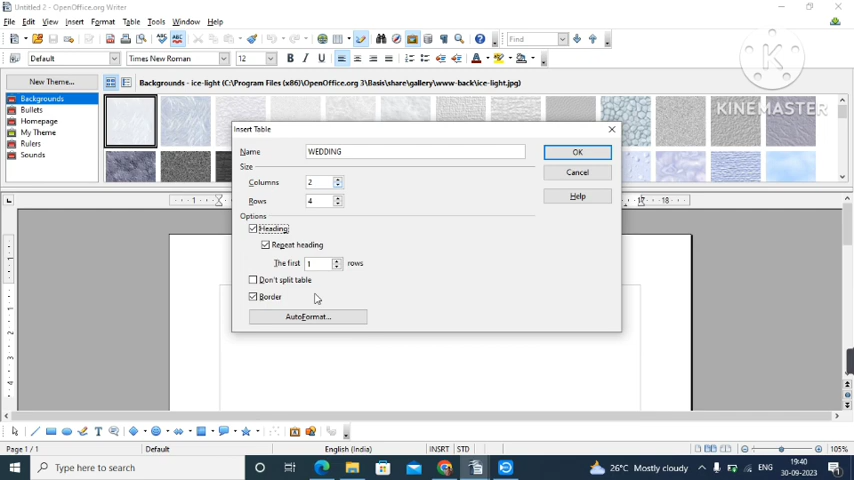 Untitled 2 - OpenOffice.org Writer
File Edit View Insert Format Table Tools Window Help
Find
Default Times New Roman 12 B I U
New Theme... Backgrounds - ice-light (C:\Program Files (x86)\OpenOffice.org 3\Basis\share\gallery\www-back\ice-light.jpg)
Backgrounds
Bullets
Homepage
My Theme
Rulers
Sounds
K
KINEMASTER
Insert Table
Name WEDDING OK
Size
Columns 2 Cancel
Rows 4 Help
Options
Heading
Repeat heading
The first 1 rows
Don't split table
Border
AutoFormat...
Page 1 / 1 Default English (India) INSRT STD 105%
Type here to search
26°C Mostly cloudy ENG 19:40
30-09-2023